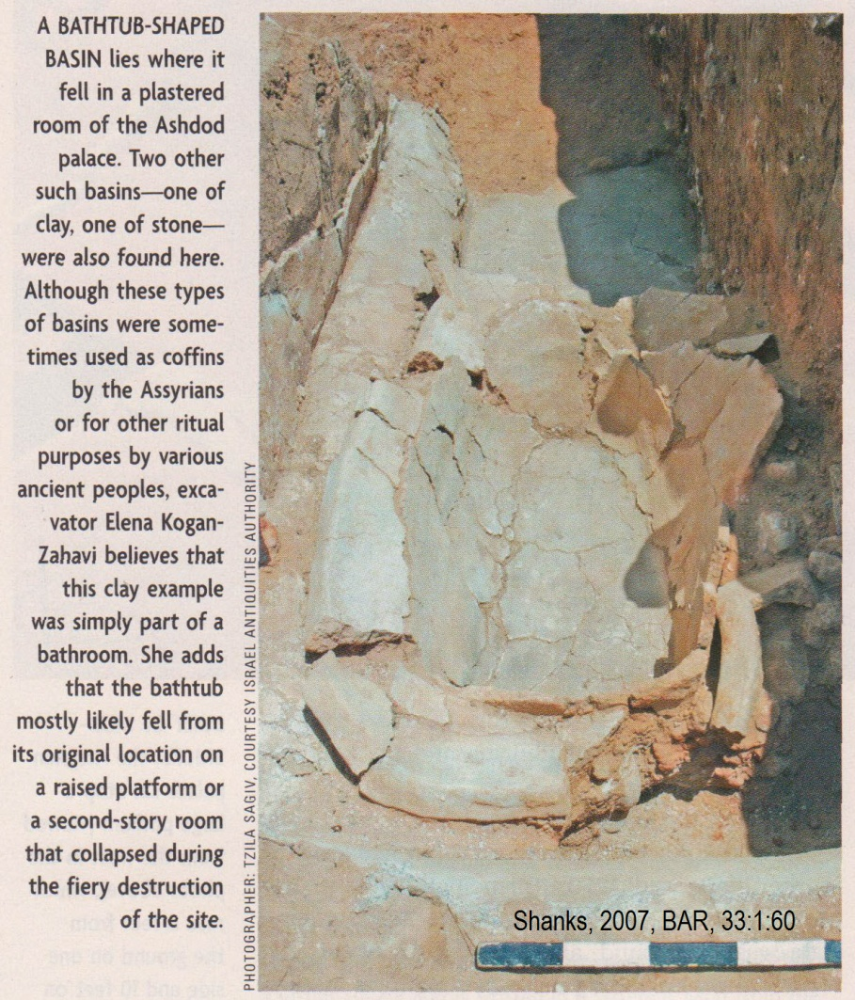 A BATHTUB-SHAPED
BASIN lies where it
fell in a plastered
room of the Ashdod
palace. Two other
such basins—one of
clay, one of stone—
were also found here.
Although these types
of basins were some-
times used as coffins
by the Assyrians
or for other ritual
purposes by various
ancient peoples, exca-
vator Elena Kogan-
Zahavi believes that
this clay example
was simply part of a
bathroom. She adds
that the bathtub
mostly likely fell from
its original location on
a raised platform or
a second-story room
that collapsed during
the fiery destruction
of the site.
PHOTOGRAPHER: TZILA SAGIV, COURTESY ISRAEL ANTIQUITIES AUTHORITY
Shanks, 2007, BAR, 33:1:60